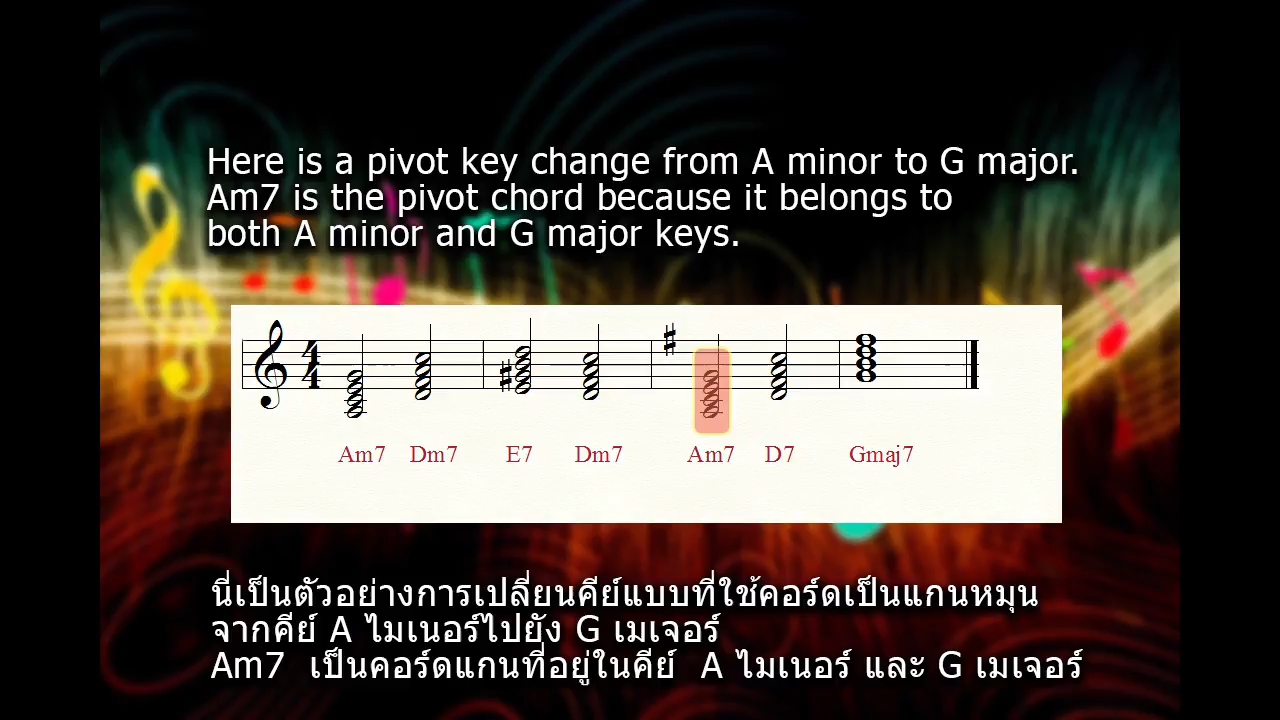 Here is a pivot key change from A minor to G major.
Am7 is the pivot chord because it belongs to
both A minor and G major keys.
4
4
Am7 Dm7 E7 Dm7 Am7 D7 Gmaj7
นี่เป็นตัวอย่างการเปลี่ยนคีย์แบบที่ใช้คอร์ดเป็นแกนหมุน
จากคีย์ A ไมเนอร์ไปยัง G เมเจอร์
Am7 เป็นคอร์ดแกนที่อยู่ในคีย์ A ไมเนอร์ และ G เมเจอร์